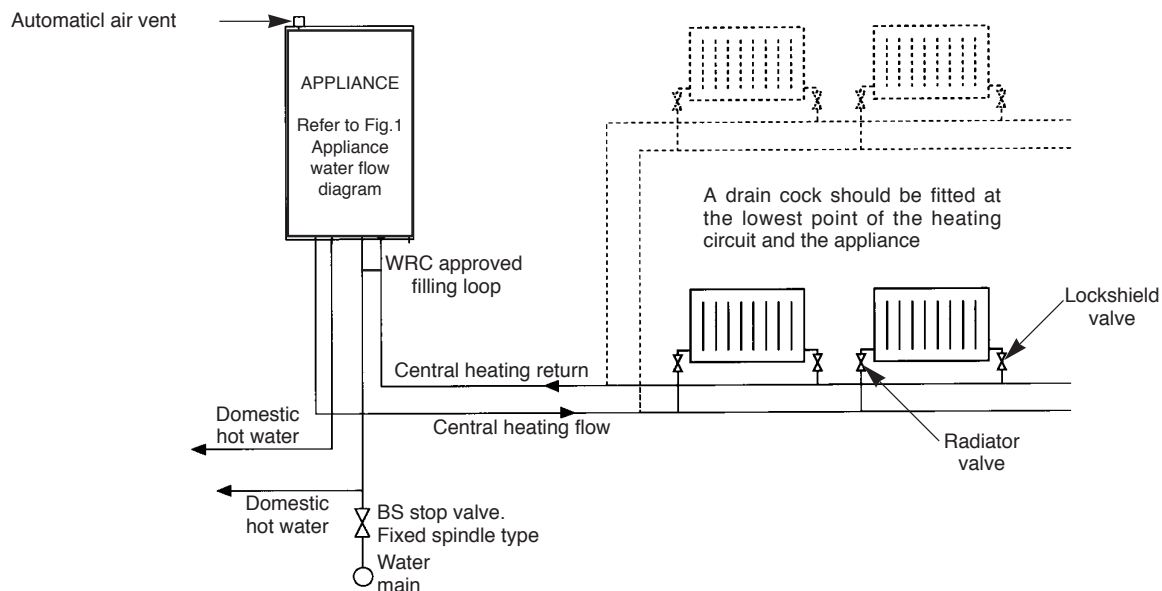 Automaticl air vent
APPLIANCE
Refer to Fig.1
Appliance
water flow
diagram
A drain cock should be fitted at
the lowest point of the heating
circuit and the appliance
WRC approved
filling loop
Lockshield
valve
Central heating return
Domestic
hot water
Central heating flow
Radiator
valve
Domestic
hot water
BS stop valve.
Fixed spindle type
Water
main